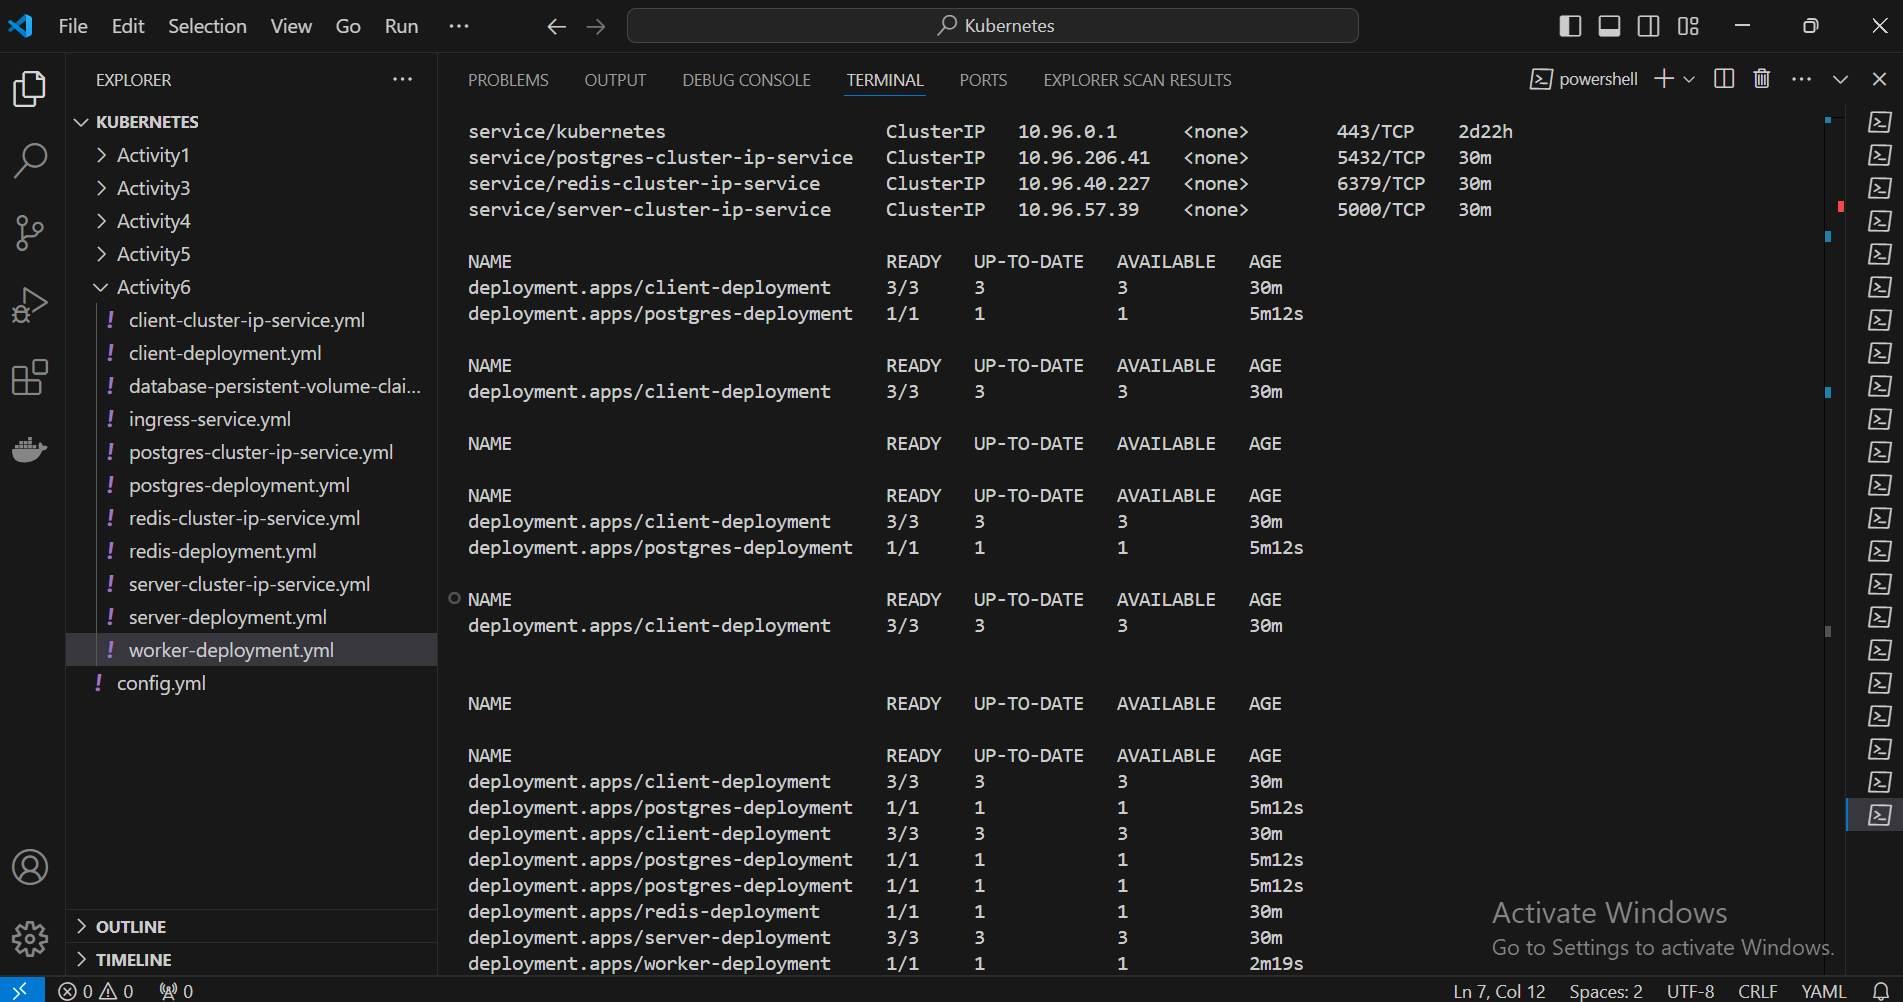 File Edit Selection View Go Run ...
Kubernetes
EXPLORER
KUBERNETES
Activity1
Activity3
Activity4
Activity5
Activity6
! client-cluster-ip-service.yml
! client-deployment.yml
! database-persistent-volume-clai...
! ingress-service.yml
! postgres-cluster-ip-service.yml
! postgres-deployment.yml
! redis-cluster-ip-service.yml
! redis-deployment.yml
! server-cluster-ip-service.yml
! server-deployment.yml
! worker-deployment.yml
! config.yml
OUTLINE
TIMELINE
PROBLEMS OUTPUT DEBUG CONSOLE TERMINAL PORTS EXPLORER SCAN RESULTS
powershell
service/kubernetes ClusterIP 10.96.0.1 <none> 443/TCP 2d22h
service/postgres-cluster-ip-service ClusterIP 10.96.206.41 <none> 5432/TCP 30m
service/redis-cluster-ip-service ClusterIP 10.96.40.227 <none> 6379/TCP 30m
service/server-cluster-ip-service ClusterIP 10.96.57.39 <none> 5000/TCP 30m
NAME READY UP-TO-DATE AVAILABLE AGE
deployment.apps/client-deployment 3/3 3 3 30m
deployment.apps/postgres-deployment 1/1 1 1 5m12s
NAME READY UP-TO-DATE AVAILABLE AGE
deployment.apps/client-deployment 3/3 3 3 30m
NAME READY UP-TO-DATE AVAILABLE AGE
NAME READY UP-TO-DATE AVAILABLE AGE
deployment.apps/client-deployment 3/3 3 3 30m
deployment.apps/postgres-deployment 1/1 1 1 5m12s
NAME READY UP-TO-DATE AVAILABLE AGE
deployment.apps/client-deployment 3/3 3 3 30m
NAME READY UP-TO-DATE AVAILABLE AGE
NAME READY UP-TO-DATE AVAILABLE AGE
deployment.apps/client-deployment 3/3 3 3 30m
deployment.apps/postgres-deployment 1/1 1 1 5m12s
deployment.apps/client-deployment 3/3 3 3 30m
deployment.apps/postgres-deployment 1/1 1 1 5m12s
deployment.apps/postgres-deployment 1/1 1 1 5m12s
deployment.apps/redis-deployment 1/1 1 1 30m
deployment.apps/server-deployment 3/3 3 3 30m
deployment.apps/worker-deployment 1/1 1 1 2m19s
Activate Windows
Go to Settings to activate Windows.
0 0 0
Ln 7, Col 12 Spaces: 2 UTF-8 CRLF YAML